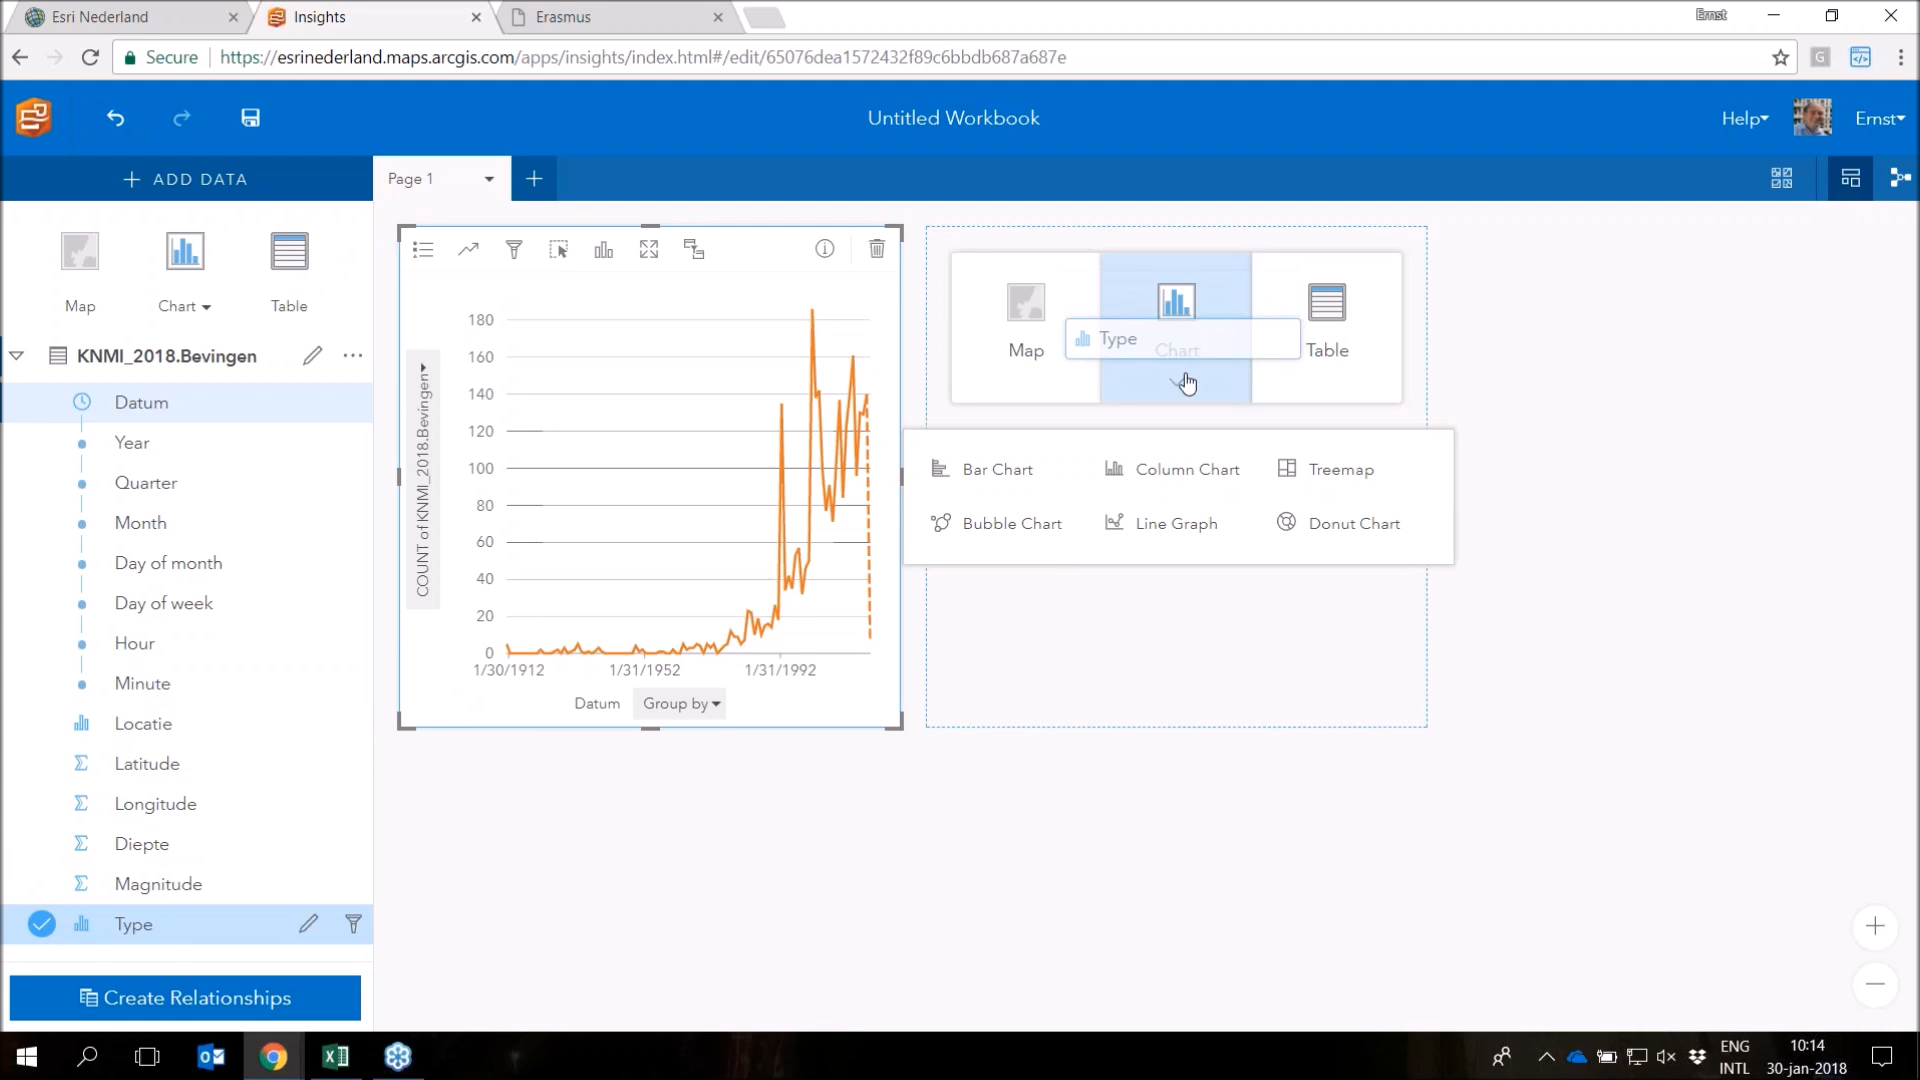 Esri Nederland
Insights
Erasmus
Ernst
Secure
https://esrinederland.maps.arcgis.com/apps/insights/index.html#/edit/65076dea1572432f89c6bbdb687a687e
Untitled Workbook
Help
Ernst
ADD DATA
Page 1
Map
Chart
Table
KNMI_2018.Bevingen
Datum
Year
Quarter
Month
Day of month
Day of week
Hour
Minute
Locatie
Latitude
Longitude
Diepte
Magnitude
Type
Create Relationships
COUNT of KNMI_2018.Bevingen
180
160
140
120
100
80
60
40
20
0
1/30/1912
1/31/1952
1/31/1992
Datum
Group by
Map
Type
Chart
Table
Bar Chart
Column Chart
Treemap
Bubble Chart
Line Graph
Donut Chart
ENG
INTL
10:14
30-jan-2018